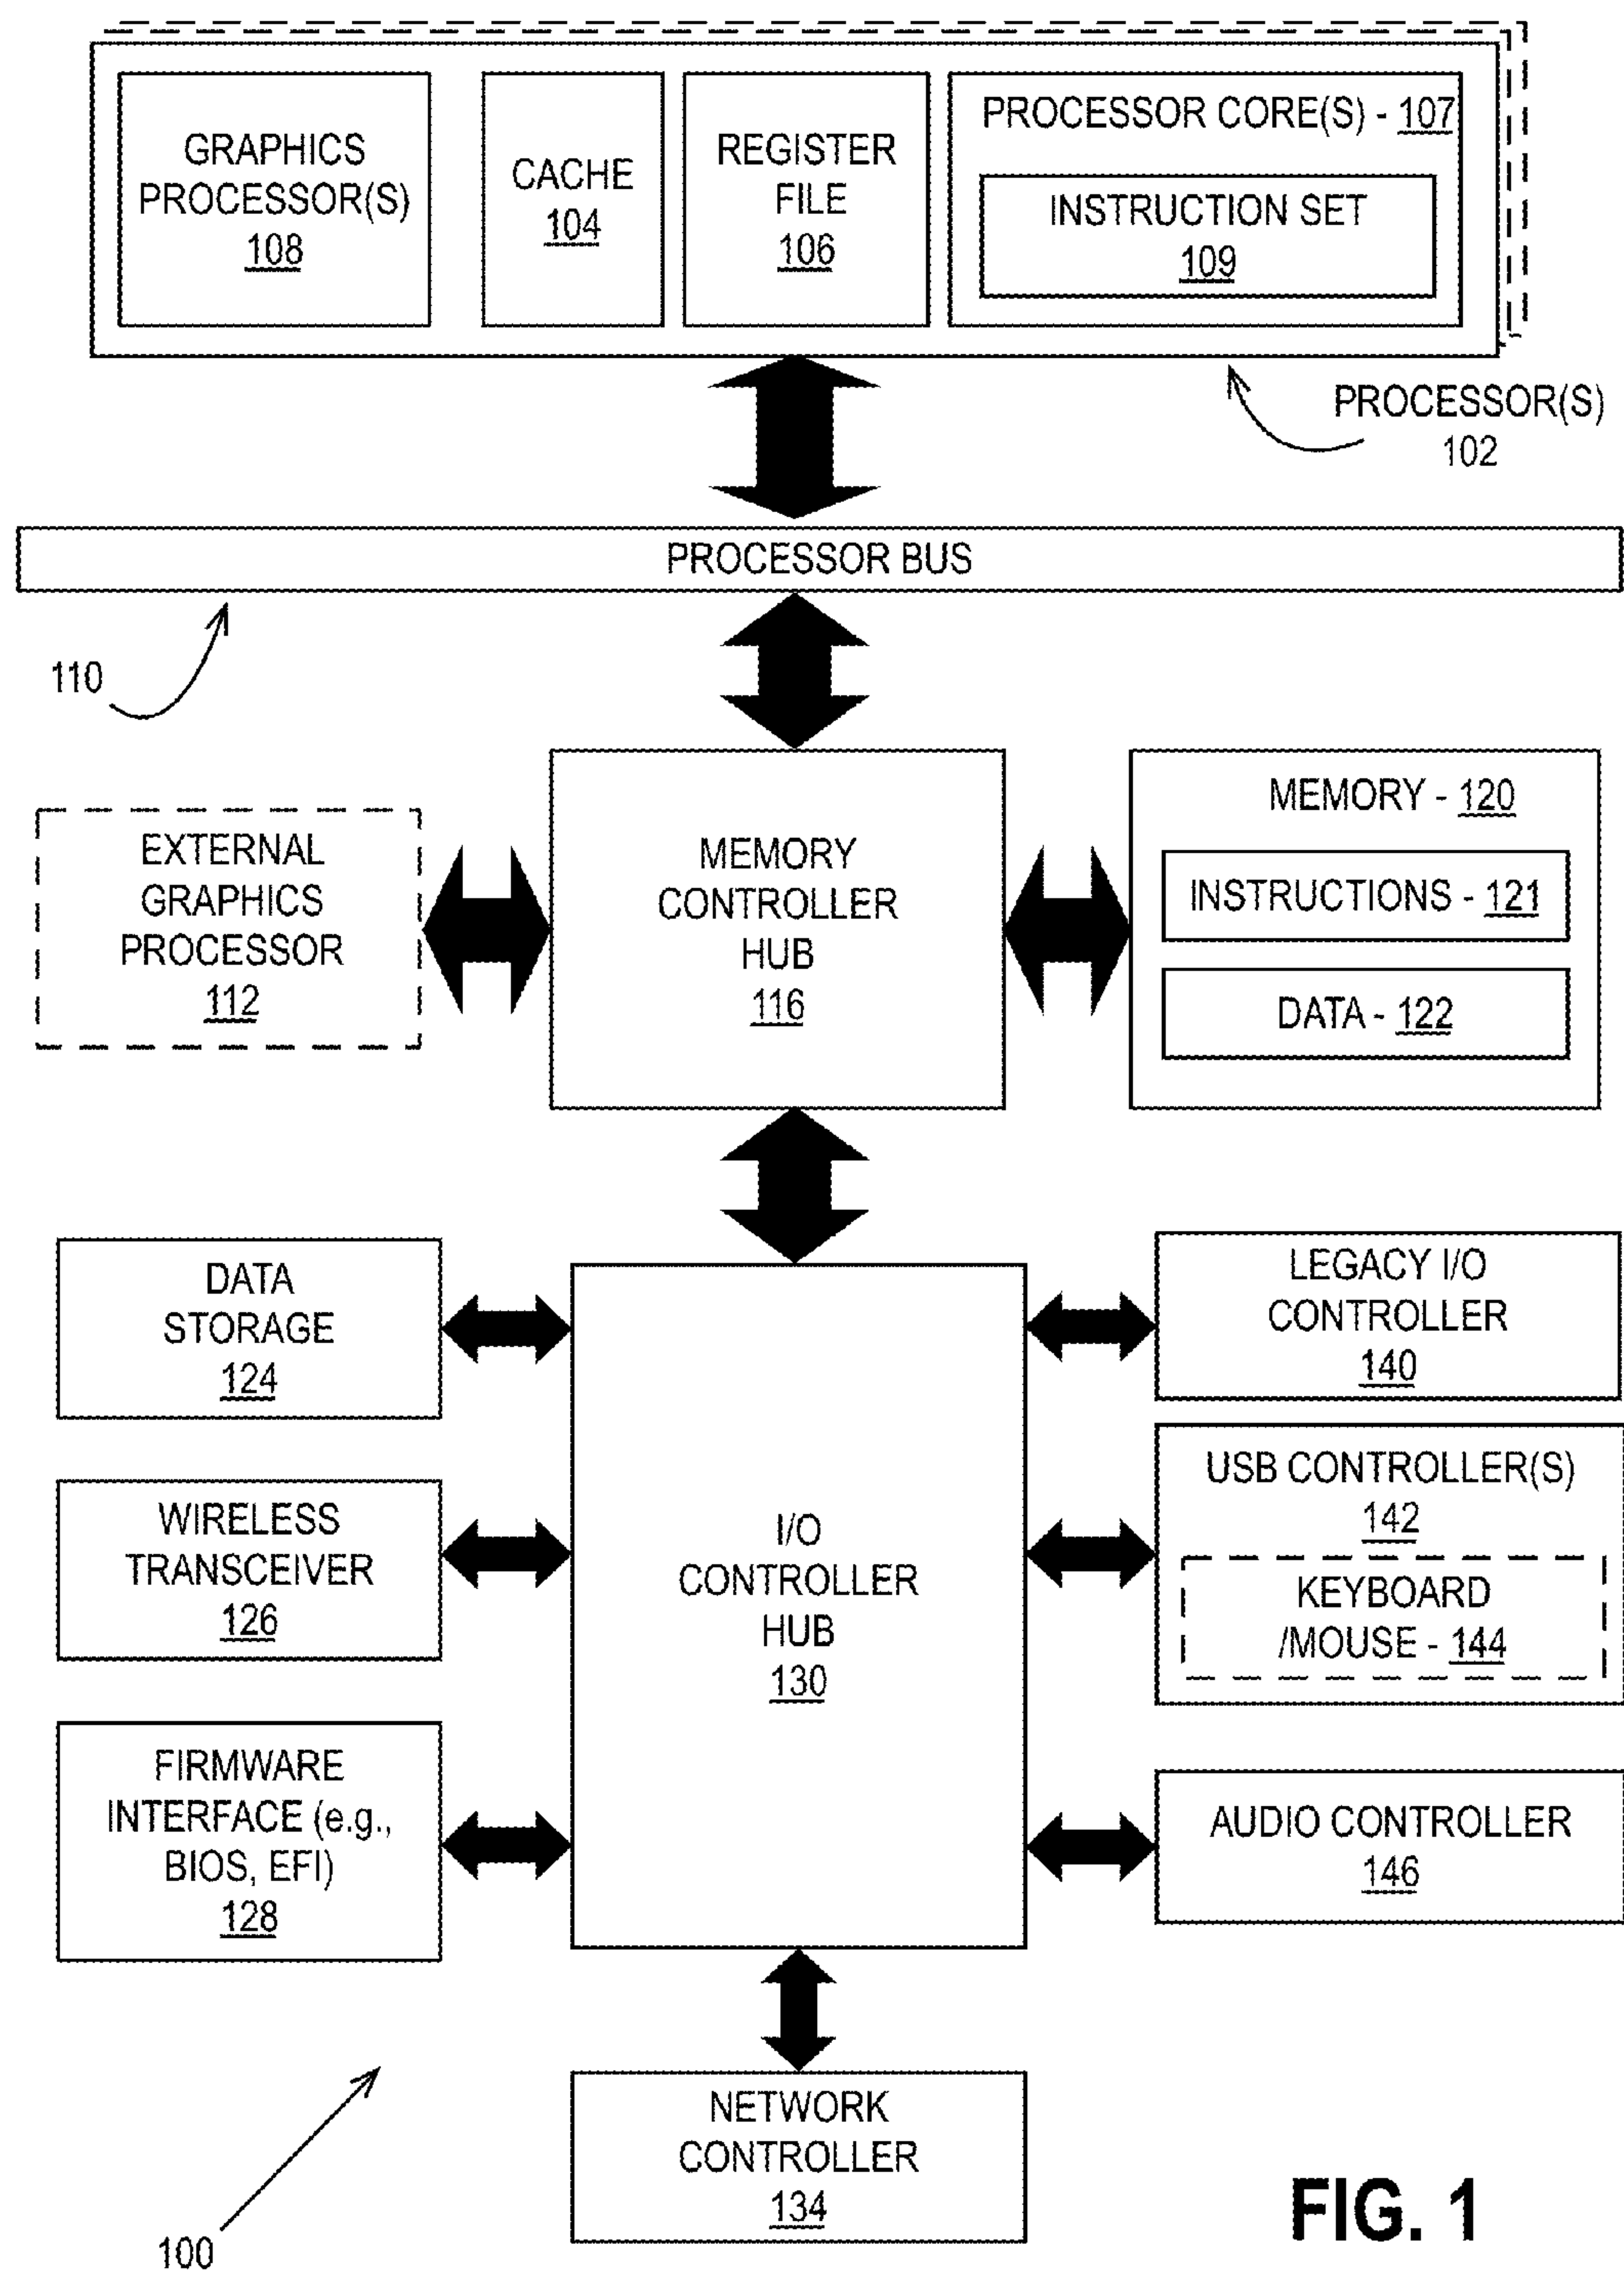 GRAPHICS
PROCESSOR(S)
108
CACHE
104
REGISTER
FILE
106
PROCESSOR CORE(S) - 107
INSTRUCTION SET
109
PROCESSOR(S)
102
PROCESSOR BUS
110
EXTERNAL
GRAPHICS
PROCESSOR
112
MEMORY
CONTROLLER
HUB
116
MEMORY - 120
INSTRUCTIONS - 121
DATA - 122
DATA
STORAGE
124
WIRELESS
TRANSCEIVER
126
FIRMWARE
INTERFACE (e.g.,
BIOS, EFI)
128
I/O
CONTROLLER
HUB
130
LEGACY I/O
CONTROLLER
140
USB CONTROLLER(S)
142
KEYBOARD
/MOUSE - 144
AUDIO CONTROLLER
146
NETWORK
CONTROLLER
134
100
FIG. 1